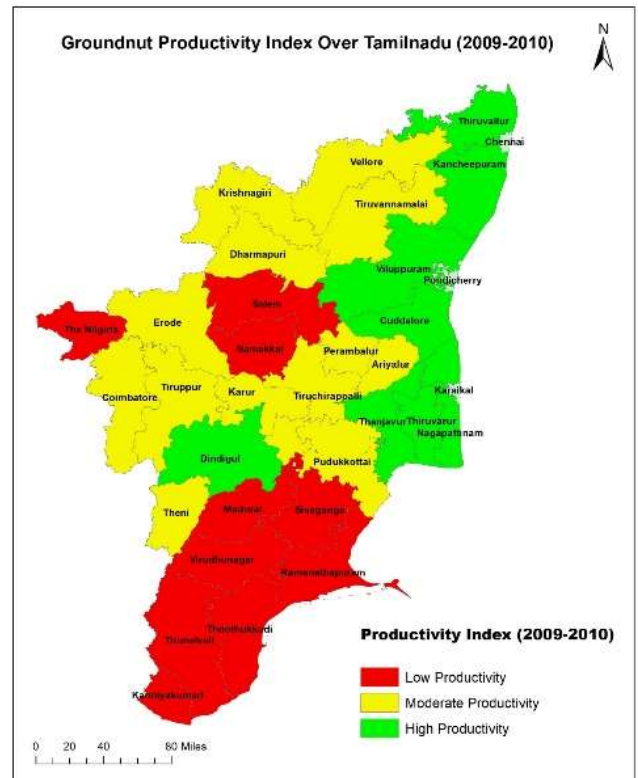 Groundnut Productivity Index Over Tamilnadu (2009-2010)
N
Thiruvallur
Chennai
Kancheepuram
Vellore
Krishnagiri
Tiruvannamalai
Dharmapuri
Viluppuram
Pondicherry
Salem
The Nilgiris
Erode
Cuddalore
Namakkal
Perambalur
Ariyalur
Tiruppur
Karur
Coimbatore
Tiruchirappalli
Karaikal
Thanjavur
Thiruvarur
Nagapattinam
Dindigul
Pudukkottai
Theni
Madurai
Sivaganga
Virudhunagar
Ramanathapuram
Thoothukkudi
Tirunelveli
Kanniyakumari
Productivity Index (2009-2010)
Low Productivity
Moderate Productivity
High Productivity
0 20 40 80 Miles